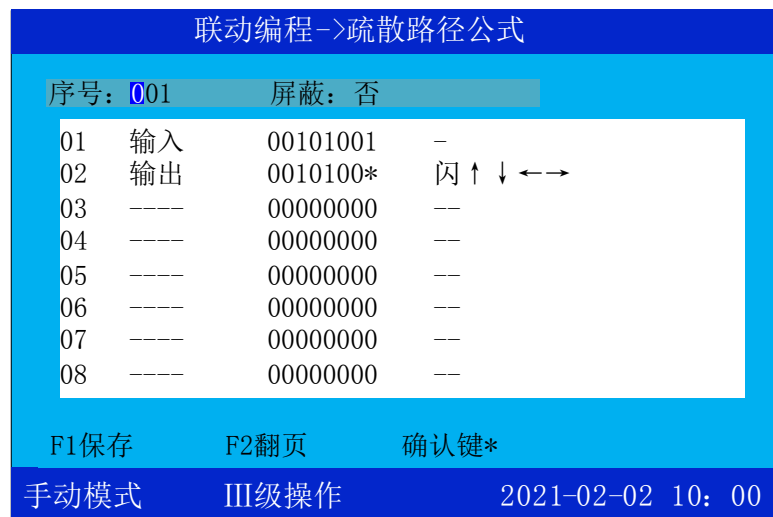 联动编程->疏散路径公式
序号：001 屏蔽：否
01 输入 00101001 -
02 输出 0010100* 闪↑↓←→
03 ---- 00000000 --
04 ---- 00000000 --
05 ---- 00000000 --
06 ---- 00000000 --
07 ---- 00000000 --
08 ---- 00000000 --
F1保存 F2翻页 确认键*
手动模式 III级操作 2021-02-02 10：00